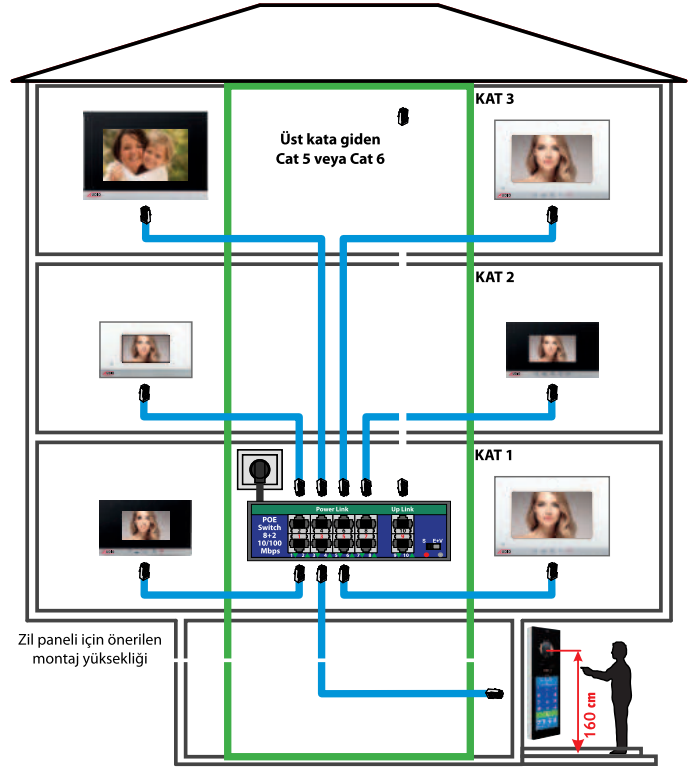 KAT 3
Üst kata giden
Cat 5 veya Cat 6
KAT 2
KAT 1
Power Link
Up Link
POE
Switch
8+2
10/100
Mbps
S E+V
Zil paneli için önerilen
montaj yüksekliği
160 cm